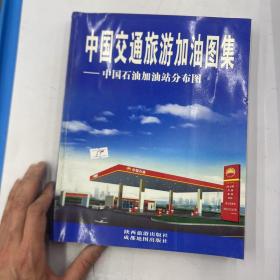 中国交通旅游加油图集
——中国石油加油站分布图
中国石油
陕西旅游出版社
成都地图出版社